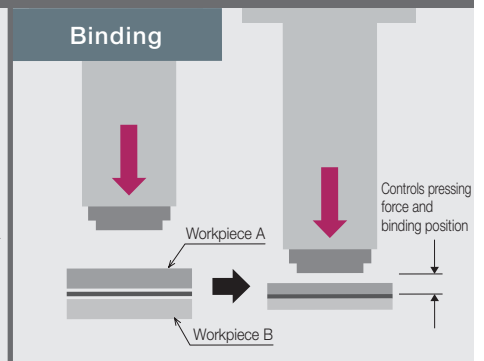 Binding
Controls pressing
force and
binding position
Workpiece A
Workpiece B